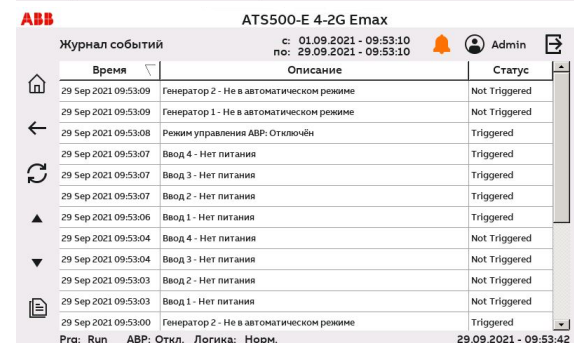 ABB ATS500-E 4-2G Emax
Журнал событий с: 01.09.2021 - 09:53:10 Admin
по: 29.09.2021 - 09:53:10
Время Описание Статус
29 Sep 2021 09:53:09 Генератор 2 - Не в автоматическом режиме Not Triggered
29 Sep 2021 09:53:09 Генератор 1 - Не в автоматическом режиме Not Triggered
29 Sep 2021 09:53:08 Режим управления АВР: Отключён Triggered
29 Sep 2021 09:53:07 Ввод 4 - Нет питания Triggered
29 Sep 2021 09:53:07 Ввод 3 - Нет питания Triggered
29 Sep 2021 09:53:07 Ввод 2 - Нет питания Triggered
29 Sep 2021 09:53:06 Ввод 1 - Нет питания Triggered
29 Sep 2021 09:53:04 Ввод 4 - Нет питания Not Triggered
29 Sep 2021 09:53:04 Ввод 3 - Нет питания Not Triggered
29 Sep 2021 09:53:03 Ввод 2 - Нет питания Not Triggered
29 Sep 2021 09:53:03 Ввод 1 - Нет питания Not Triggered
29 Sep 2021 09:53:00 Генератор 2 - Не в автоматическом режиме Triggered
Prg: Run АВР: Откл. Логика: Норм. 29.09.2021 - 09:53:42